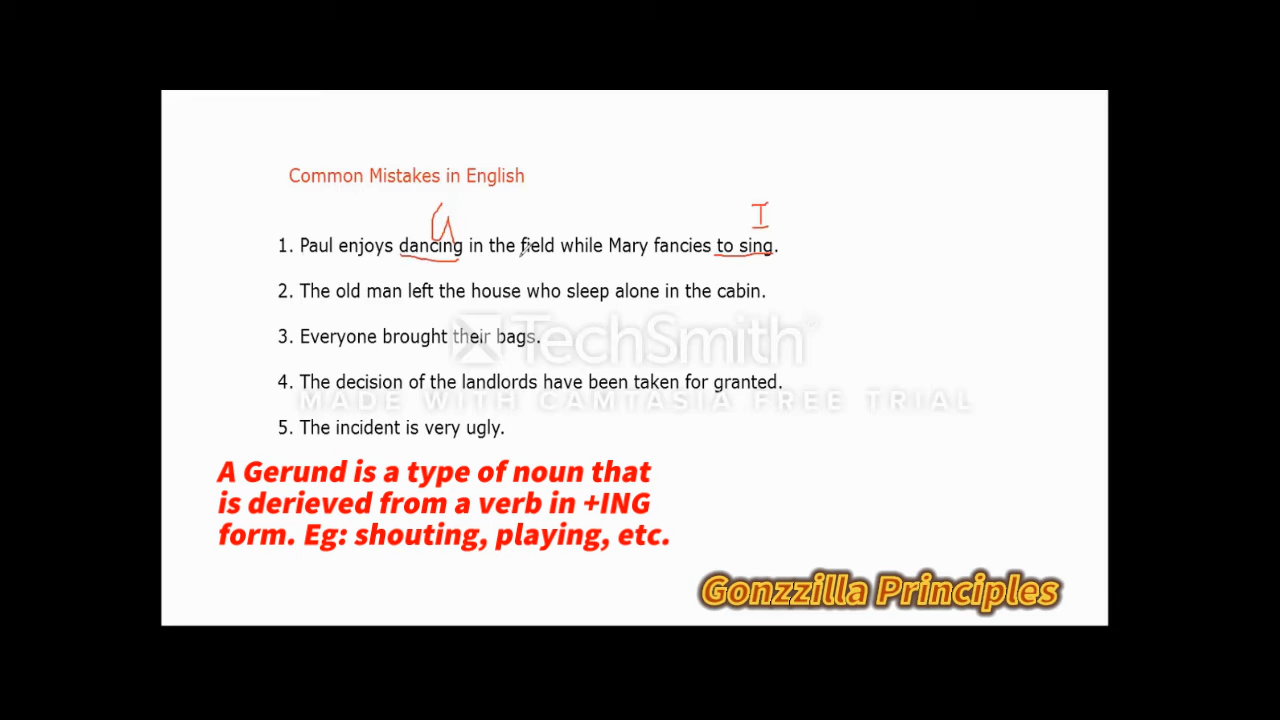 Common Mistakes in English
G I
1. Paul enjoys dancing in the field while Mary fancies to sing.
2. The old man left the house who sleep alone in the cabin.
3. Everyone brought their bags.
TechSmith
4. The decision of the landlords have been taken for granted.
MADE WITH CAMTASIA FREE TRIAL
5. The incident is very ugly.
A Gerund is a type of noun that
is derieved from a verb in +ING
form. Eg: shouting, playing, etc.
Gonzzilla Principles